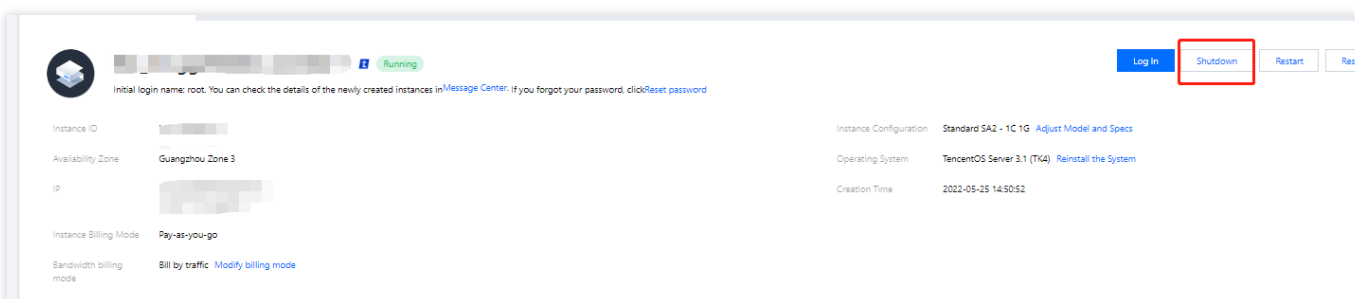 Running
Log In
Shutdown
Restart
Res
Initial login name: root. You can check the details of the newly created instances inMessage Center. If you forgot your password, clickReset password
Instance ID
Instance Configuration Standard SA2 - 1C 1G Adjust Model and Specs
Availability Zone Guangzhou Zone 3
Operating System TencentOS Server 3.1 (TK4) Reinstall the System
IP
Creation Time 2022-05-25 14:50:52
Instance Billing Mode Pay-as-you-go
Bandwidth billing
mode
Bill by traffic Modify billing mode